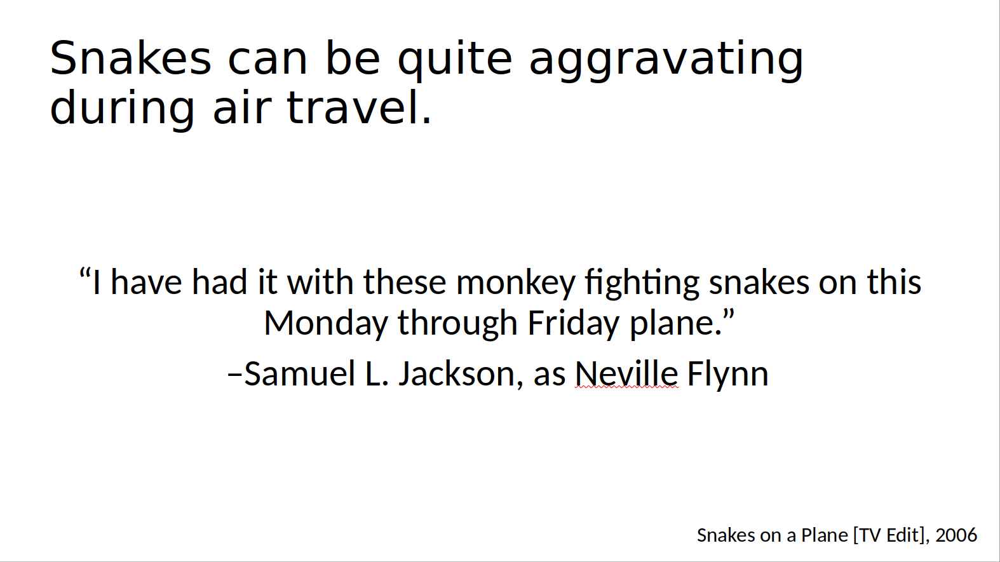 Snakes can be quite aggravating
during air travel.
“I have had it with these monkey fighting snakes on this
Monday through Friday plane.”
–Samuel L. Jackson, as Neville Flynn
Snakes on a Plane [TV Edit], 2006